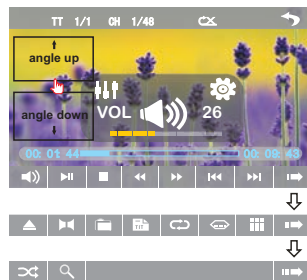 TT 1/1 CH 1/48
angle up
angle down
VOL 26
00: 01: 44 00: 09: 43